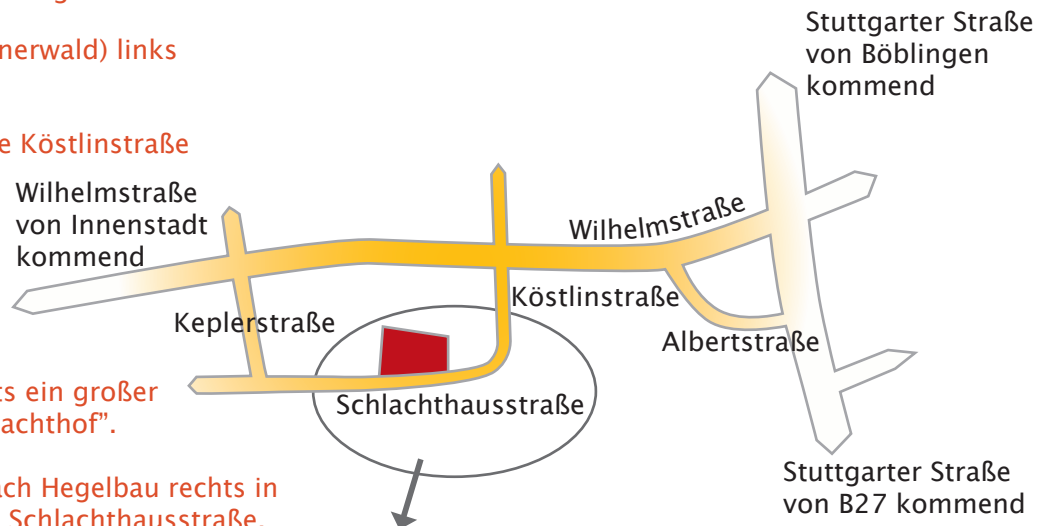 nerwald) links
e Köstlinstraße
ts ein großer
achthof”.
ach Hegelbau rechts in
Schlachthausstraße.
Stuttgarter Straße
von Böblingen
kommend
Wilhelmstraße
von Innenstadt
kommend
Wilhelmstraße
Köstlinstraße
Keplerstraße
Albertstraße
Schlachthausstraße
Stuttgarter Straße
von B27 kommend